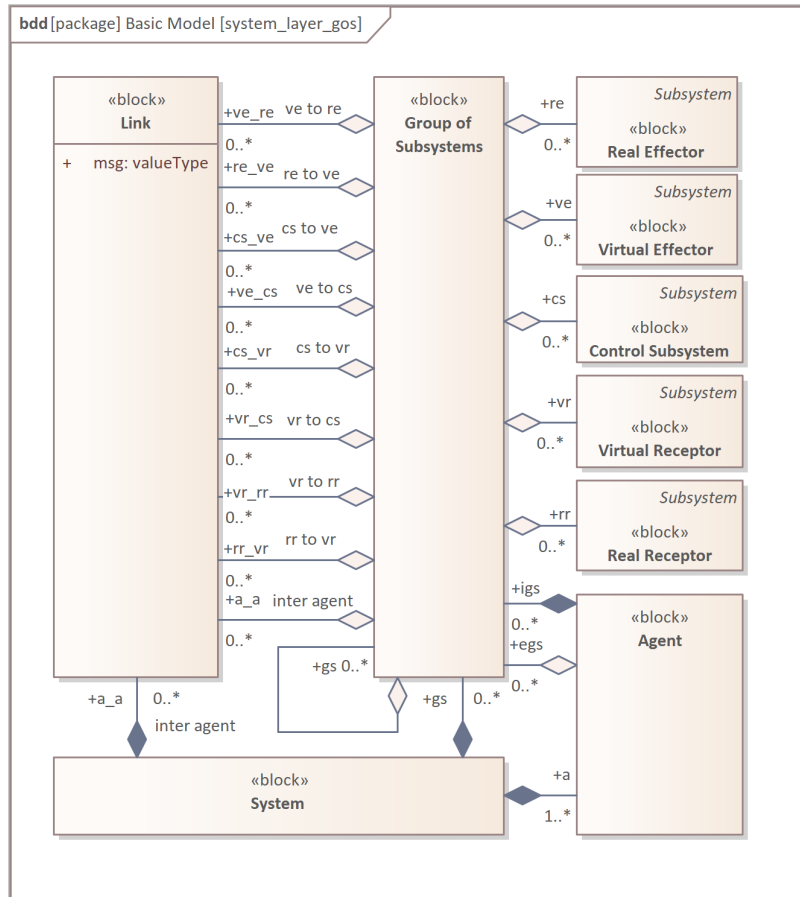 bdd [package] Basic Model [system_layer_gos]
«block»
Link
+ msg: valueType
+ve_re ve to re
0..*
+re_ve re to ve
0..*
+cs_ve cs to ve
0..*
+ve_cs ve to cs
0..*
+cs_vr cs to vr
0..*
+vr_cs vr to cs
0..*
+vr_rr vr to rr
0..*
+rr_vr rr to vr
0..*
+a_a inter agent
0..*
«block»
Group of
Subsystems
+gs 0..*
+re
0..*
Subsystem
«block»
Real Effector
+ve
0..*
Subsystem
«block»
Virtual Effector
+cs
0..*
Subsystem
«block»
Control Subsystem
+vr
0..*
Subsystem
«block»
Virtual Receptor
+rr
0..*
Subsystem
«block»
Real Receptor
+igs
0..*
+egs
0..*
«block»
Agent
+a_a 0..*
inter agent
+gs 0..*
«block»
System
+a
1..*